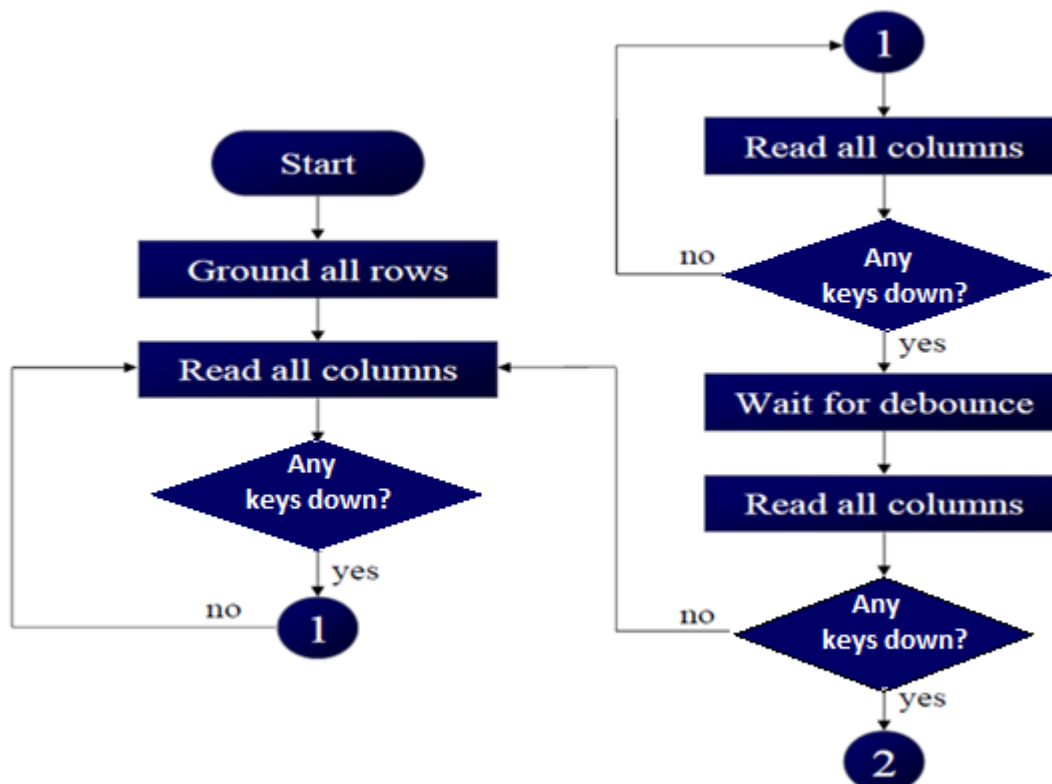 Start
Ground all rows
Read all columns
Any
keys down?
yes
no
1
1
Read all columns
Any
keys down?
no
yes
Wait for debounce
Read all columns
Any
keys down?
no
yes
2